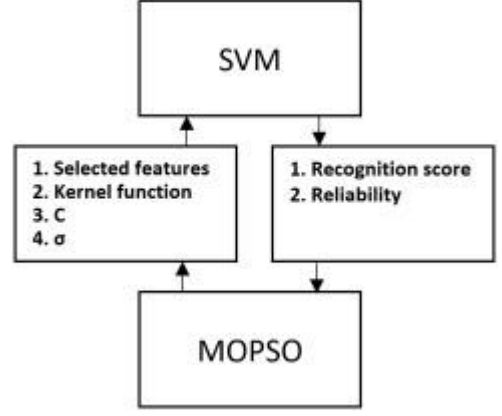 SVM
1. Selected features
2. Kernel function
3. C
4. σ
1. Recognition score
2. Reliability
MOPSO